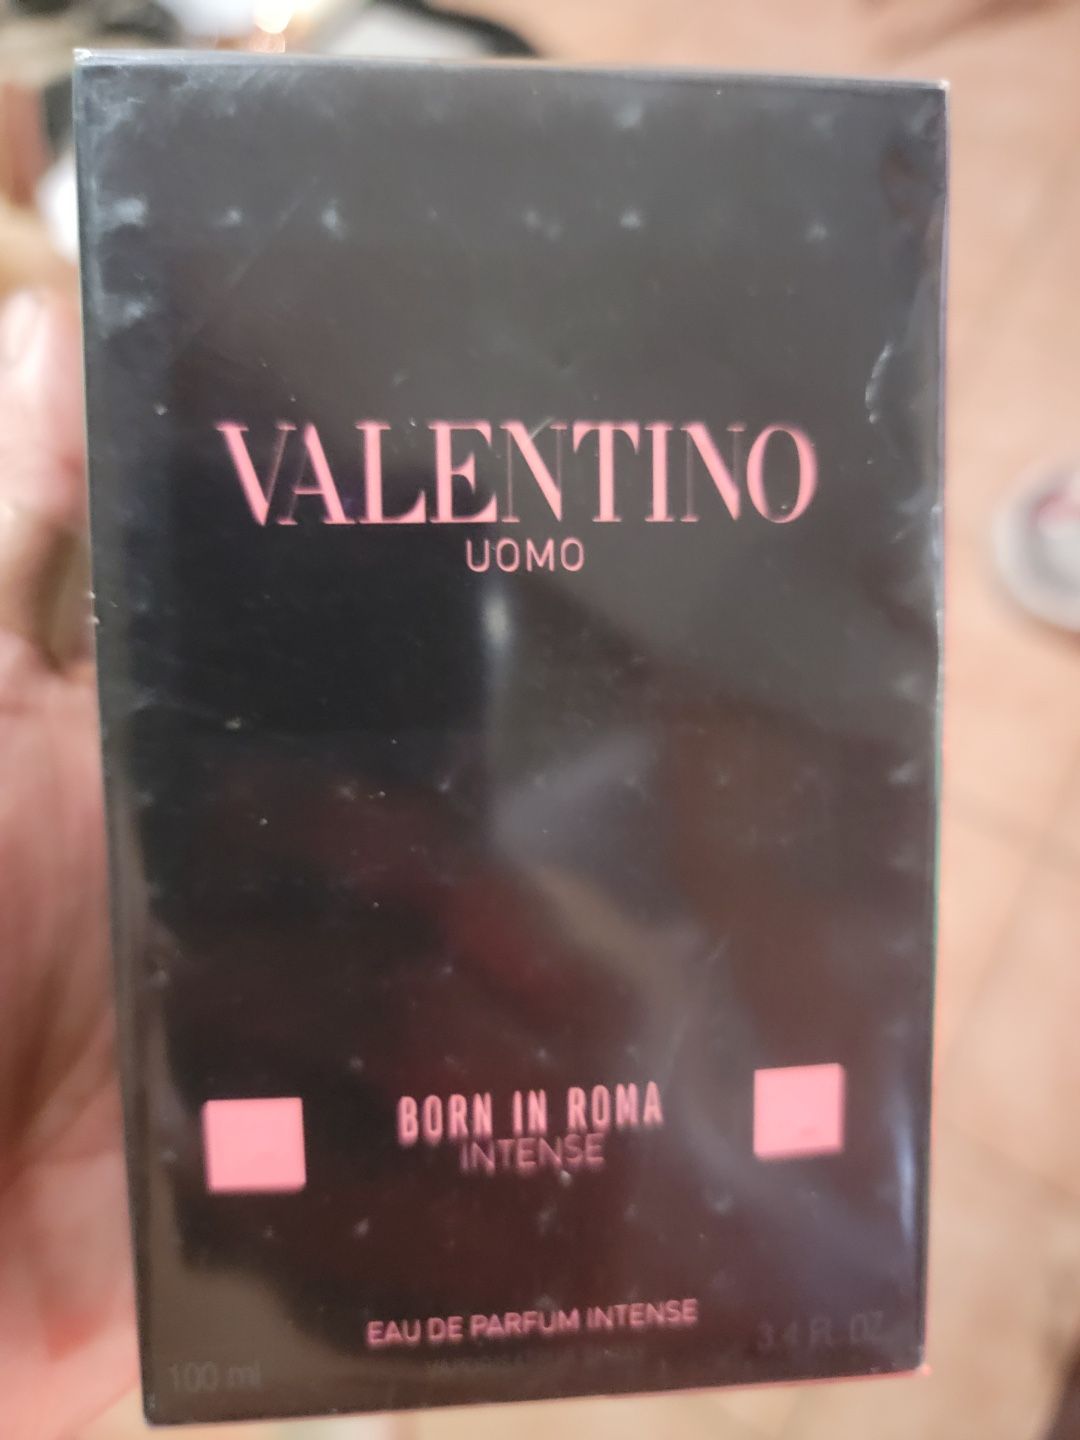 VALENTINO
UOMO
BORN IN ROMA
INTENSE
EAU DE PARFUM INTENSE
100 ml
3.4 FL. OZ.